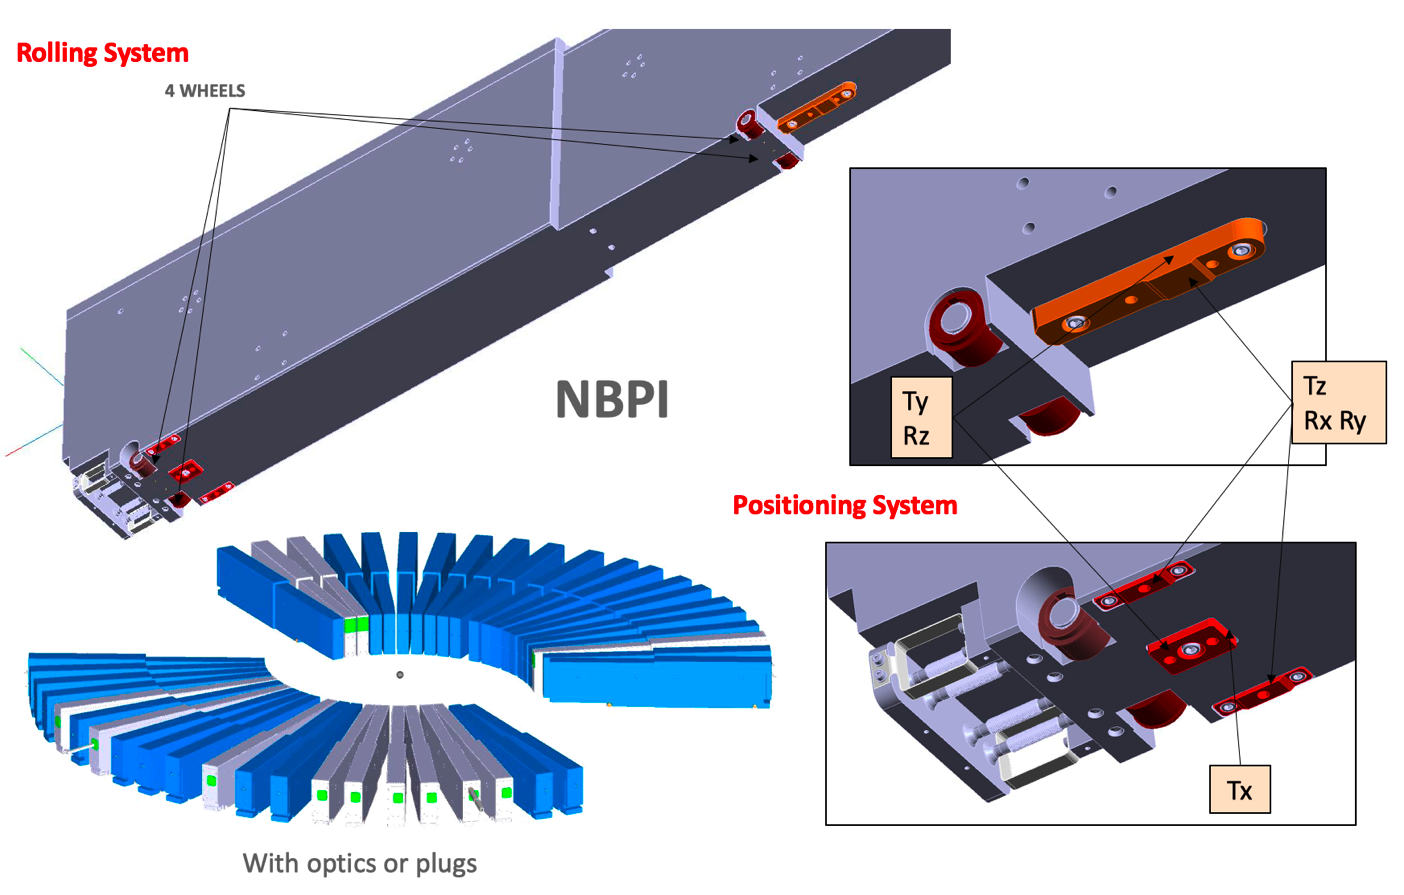 Rolling System
4 WHEELS
NBPI
Ty
Rz
Tz
Rx Ry
Positioning System
Tx
With optics or plugs